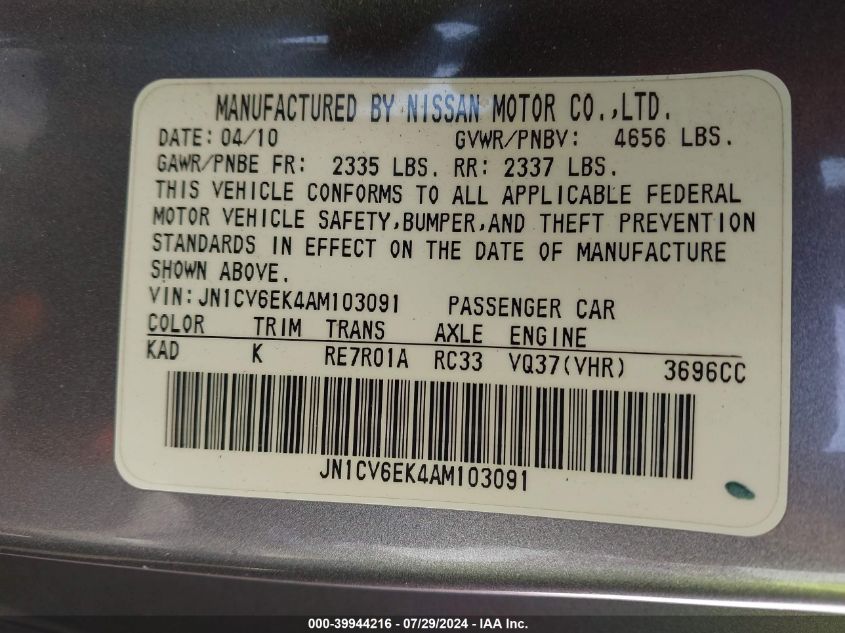 MANUFACTURED BY NISSAN MOTOR CO.,LTD.
DATE: 04/10 GVWR/PNBV: 4656 LBS.
GAWR/PNBE FR: 2335 LBS. RR: 2337 LBS.
THIS VEHICLE CONFORMS TO ALL APPLICABLE FEDERAL
MOTOR VEHICLE SAFETY,BUMPER,AND THEFT PREVENTION
STANDARDS IN EFFECT ON THE DATE OF MANUFACTURE
SHOWN ABOVE.
VIN: JN1CV6EK4AM103091 PASSENGER CAR
COLOR TRIM TRANS AXLE ENGINE
KAD K RE7R01A RC33 VQ37(VHR) 3696CC
JN1CV6EK4AM103091
000-39944216 - 07/29/2024 - IAA Inc.